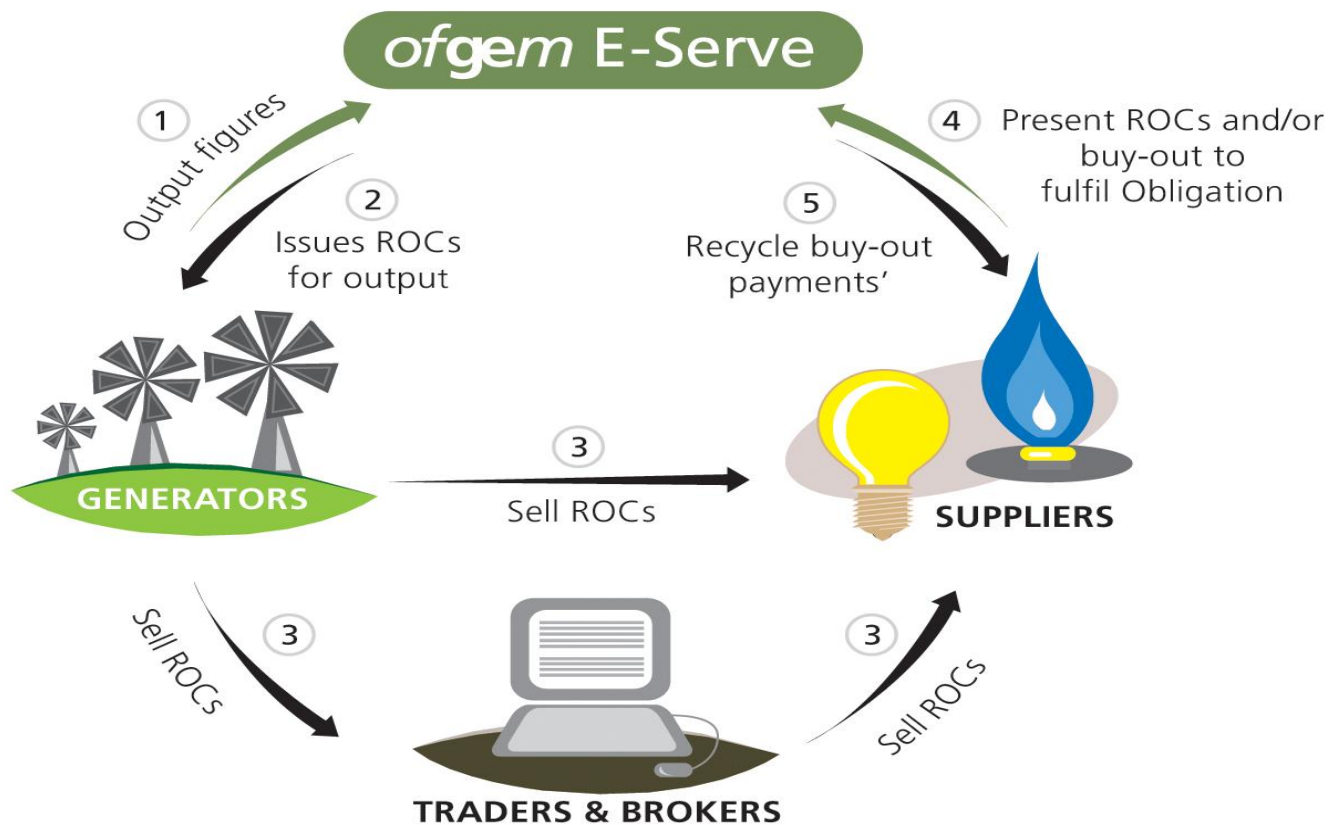 ofgem E-Serve
1
Output figures
2
Issues ROCs
for output
4
Present ROCs and/or
buy-out to
fulfil Obligation
5
Recycle buy-out
payments’
GENERATORS
3
Sell ROCs
SUPPLIERS
3
Sell ROCs
3
Sell ROCs
TRADERS & BROKERS